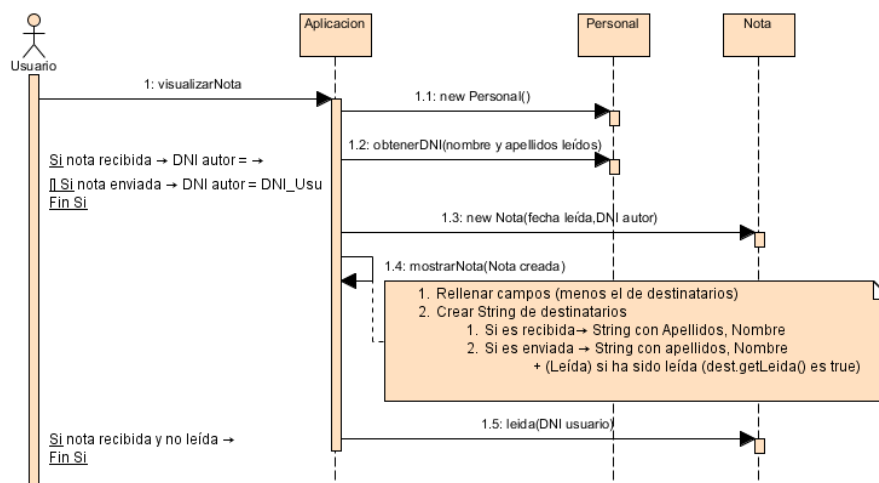 Aplicacion
Personal
Nota
Usuario
1: visualizarNota
1.1: new Personal()
1.2: obtenerDNI(nombre y apellidos leídos)
Si nota recibida → DNI autor = →
[] Si nota enviada → DNI autor = DNI_Usu
Fin Si
1.3: new Nota(fecha leída,DNI autor)
1.4: mostrarNota(Nota creada)
1. Rellenar campos (menos el de destinatarios)
2. Crear String de destinatarios
1. Si es recibida→ String con Apellidos, Nombre
2. Si es enviada → String con apellidos, Nombre
+ (Leída) si ha sido leída (dest.getLeida() es true)
1.5: leida(DNI usuario)
Si nota recibida y no leída →
Fin Si